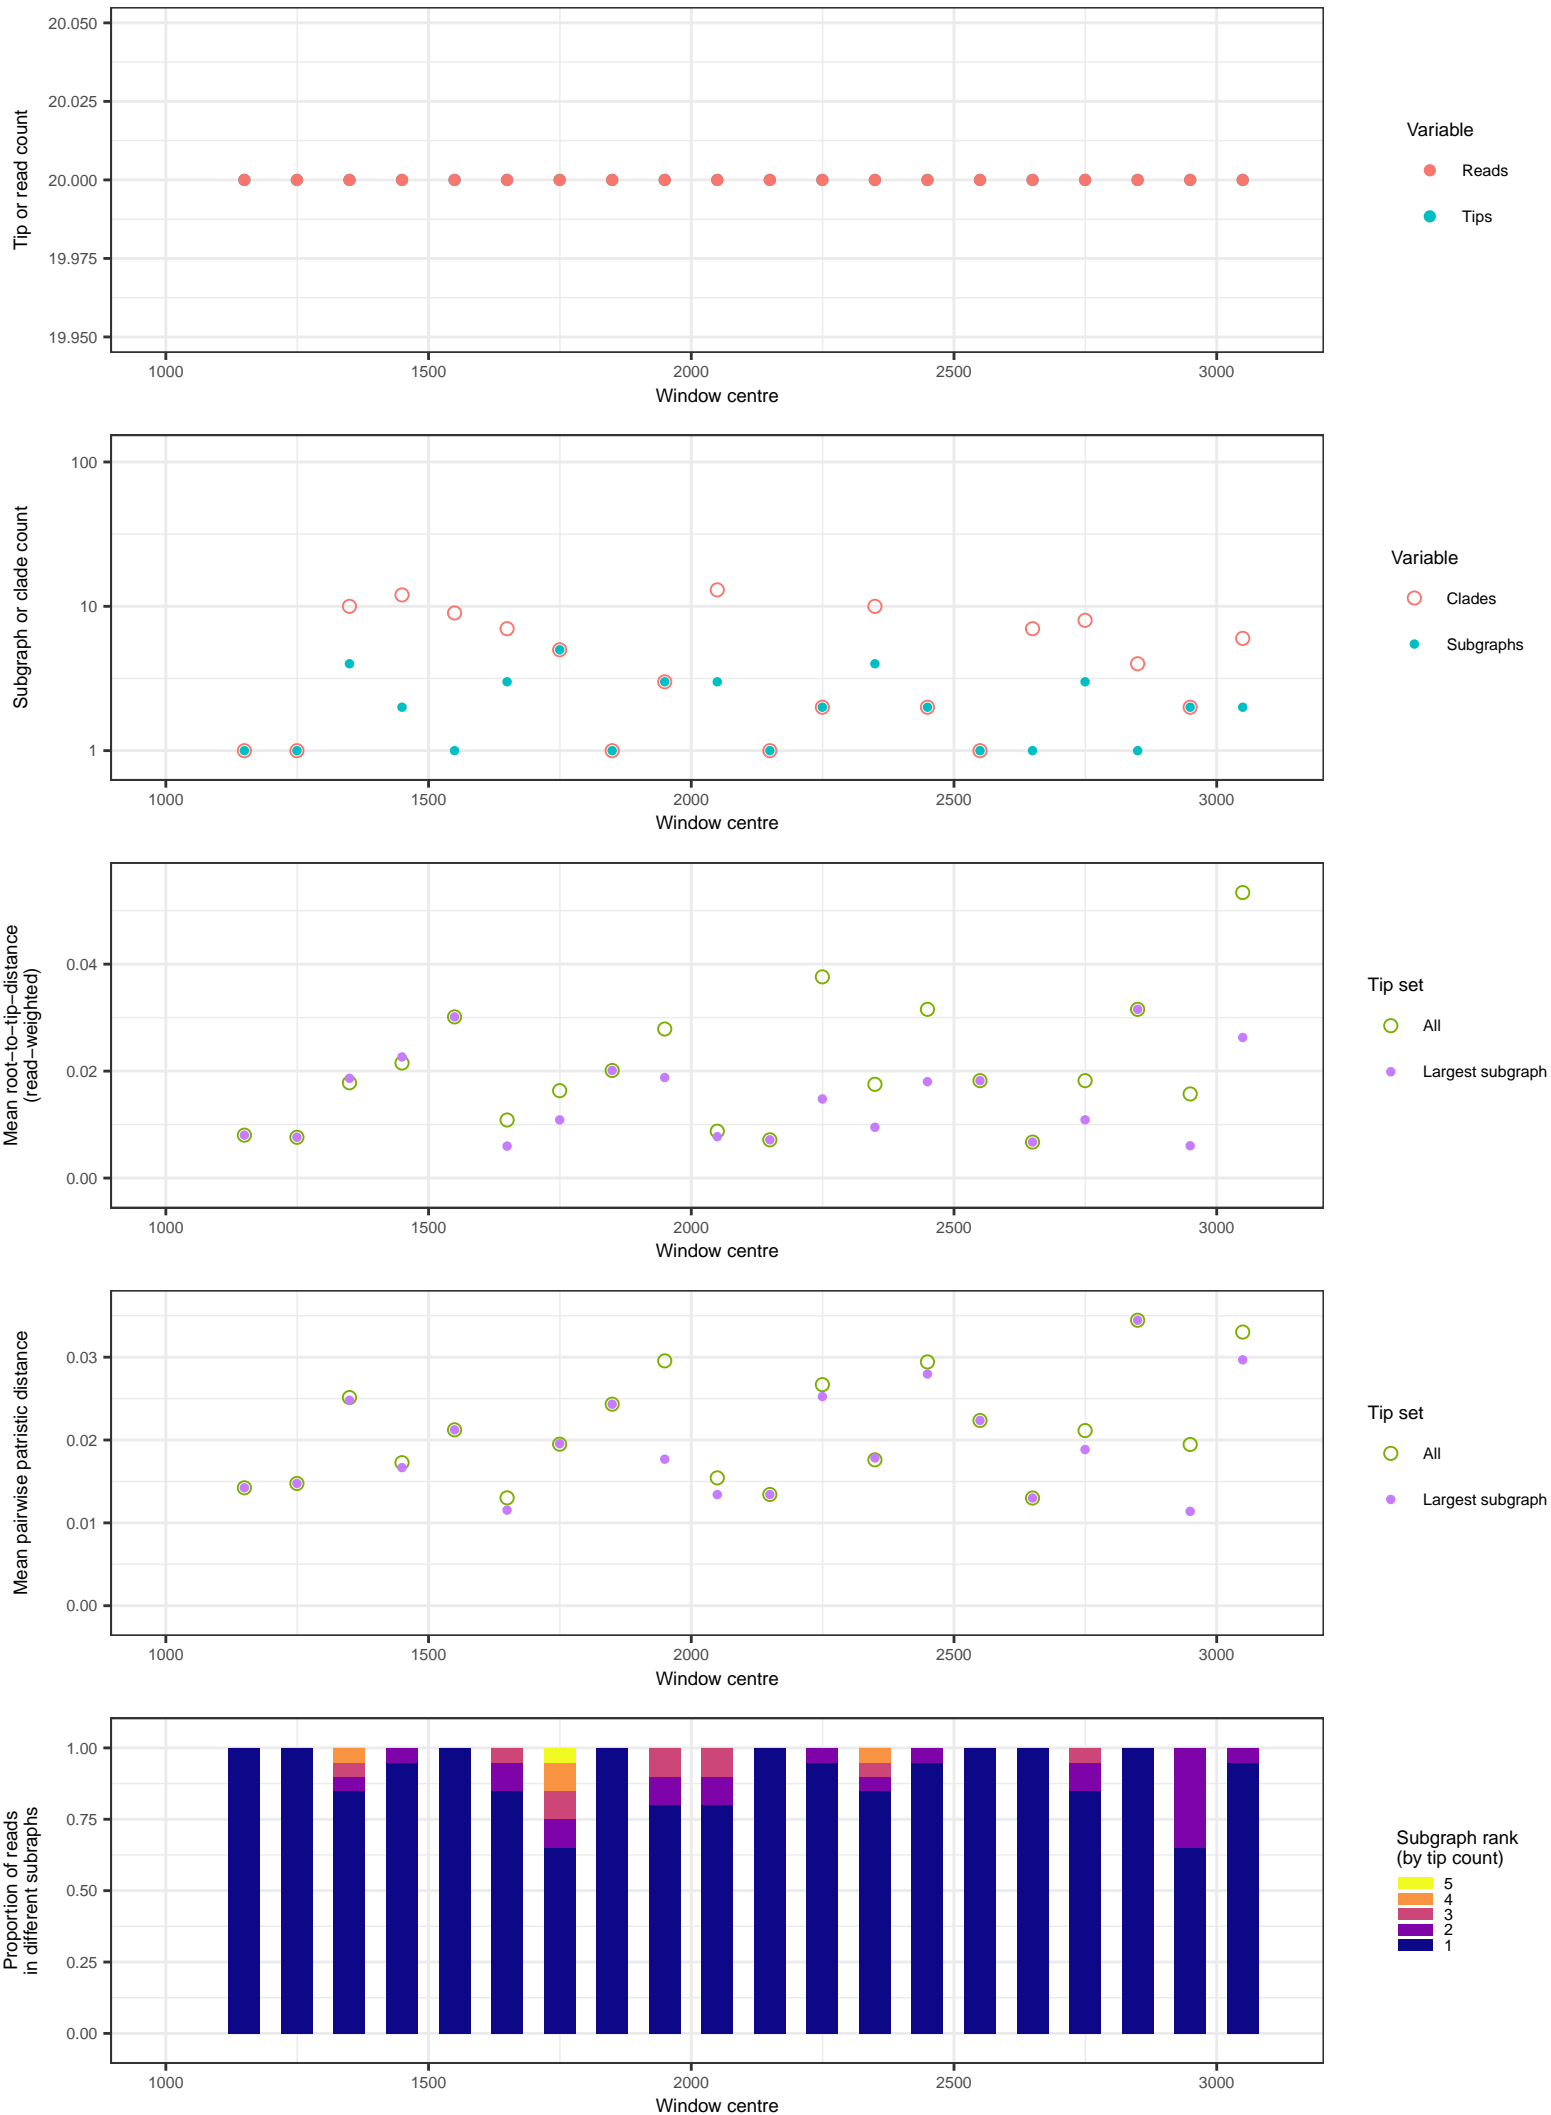 20.050
20.025
20.000
19.975
19.950
Tip or read count
1000 1500 2000 2500 3000
Window centre
Variable
Reads
Tips
100
10
1
Subgraph or clade count
1000 1500 2000 2500 3000
Window centre
Variable
Clades
Subgraphs
0.04
0.02
0.00
Mean root−to−tip−distance
(read−weighted)
1000 1500 2000 2500 3000
Window centre
Tip set
All
Largest subgraph
0.03
0.02
0.01
0.00
Mean pairwise patristic distance
1000 1500 2000 2500 3000
Window centre
Tip set
All
Largest subgraph
1.00
0.75
0.50
0.25
0.00
Proportion of reads
in different subraphs
1000 1500 2000 2500 3000
Window centre
Subgraph rank
(by tip count)
5
4
3
2
1